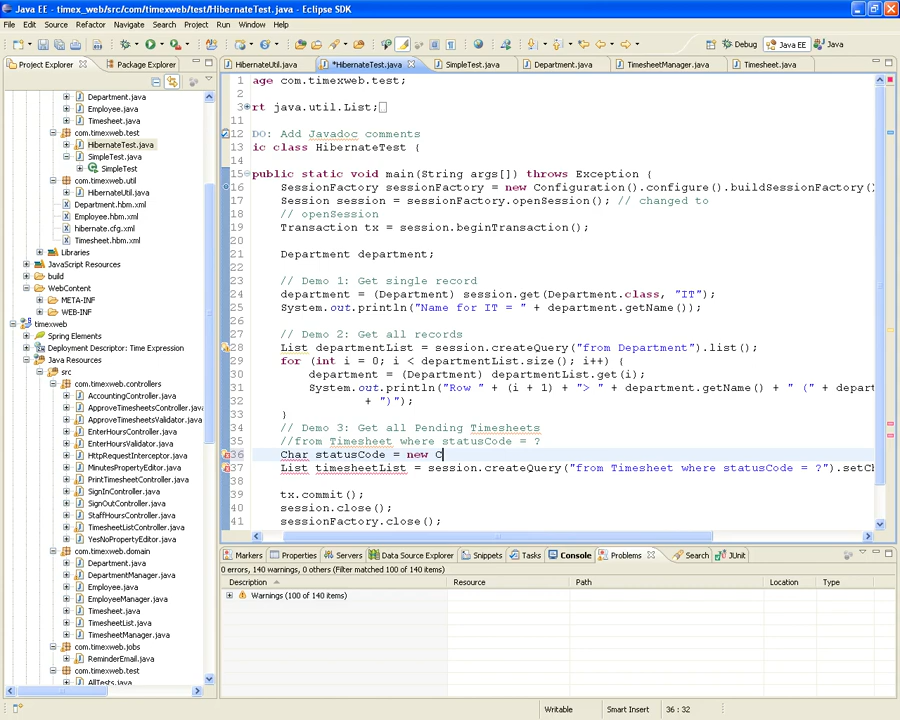 Java EE - timex_web/src/com/timexweb/test/HibernateTest.java - Eclipse SDK
File Edit Source Refactor Navigate Search Project Run Window Help
Debug Java EE Java
Project Explorer Package Explorer
HibernateUtil.java *HibernateTest.java SimpleTest.java Department.java TimesheetManager.java Timesheet.java
Department.java
Employee.java
Timesheet.java
com.timexweb.test
HibernateTest.java
SimpleTest.java
SimpleTest
com.timexweb.util
HibernateUtil.java
Department.hbm.xml
Employee.hbm.xml
hibernate.cfg.xml
Timesheet.hbm.xml
Libraries
JavaScript Resources
build
WebContent
META-INF
WEB-INF
timexweb
Spring Elements
Deployment Descriptor: Time Expression
Java Resources
src
com.timexweb.controllers
AccountingController.java
ApproveTimesheetsController.java
ApproveTimesheetsValidator.java
EnterHoursController.java
EnterHoursValidator.java
HttpRequestInterceptor.java
MinutesPropertyEditor.java
PrintTimesheetController.java
SignInController.java
SignOutController.java
StaffHoursController.java
TimesheetListController.java
YesNoPropertyEditor.java
com.timexweb.domain
Department.java
DepartmentManager.java
Employee.java
EmployeeManager.java
Timesheet.java
TimesheetList.java
TimesheetManager.java
com.timexweb.jobs
ReminderEmail.java
com.timexweb.test
AllTests.java
1 age com.timexweb.test;
2
3 rt java.util.List;
11
12 DO: Add Javadoc comments
13 ic class HibernateTest {
14
15 public static void main(String args[]) throws Exception {
16 SessionFactory sessionFactory = new Configuration().configure().buildSessionFactory()
17 Session session = sessionFactory.openSession(); // changed to
18 // openSession
19 Transaction tx = session.beginTransaction();
20
21 Department department;
22
23 // Demo 1: Get single record
24 department = (Department) session.get(Department.class, "IT");
25 System.out.println("Name for IT = " + department.getName());
26
27 // Demo 2: Get all records
28 List departmentList = session.createQuery("from Department").list();
29 for (int i = 0; i < departmentList.size(); i++) {
30 department = (Department) departmentList.get(i);
31 System.out.println("Row " + (i + 1) + "> " + department.getName() + " (" + depart
32 + ")");
33 }
34 // Demo 3: Get all Pending Timesheets
35 //from Timesheet where statusCode = ?
36 Char statusCode = new C
37 List timesheetList = session.createQuery("from Timesheet where statusCode = ?").setCh
38
39 tx.commit();
40 session.close();
41 sessionFactory.close();
Markers Properties Servers Data Source Explorer Snippets Tasks Console Problems Search JUnit
0 errors, 140 warnings, 0 others (Filter matched 100 of 140 items)
Description Resource Path Location Type
Warnings (100 of 140 items)
Writable Smart Insert 36 : 32